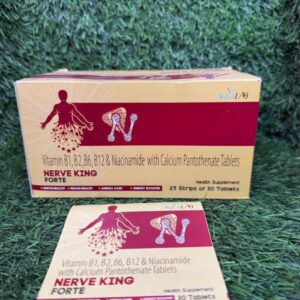 LAB
Vitamin B1, B2, B6, B12 & Niacinamide with Calcium Pantothenate Tablets
NERVE KING
FORTE
Health Supplement
25 Strips of 30 Tablets
Vitamin B1, B2, B6, B12 & Niacinamide
with Calcium Pantothenate Tablets
NERVE KING
FORTE
Health Supplement
30 Tablets